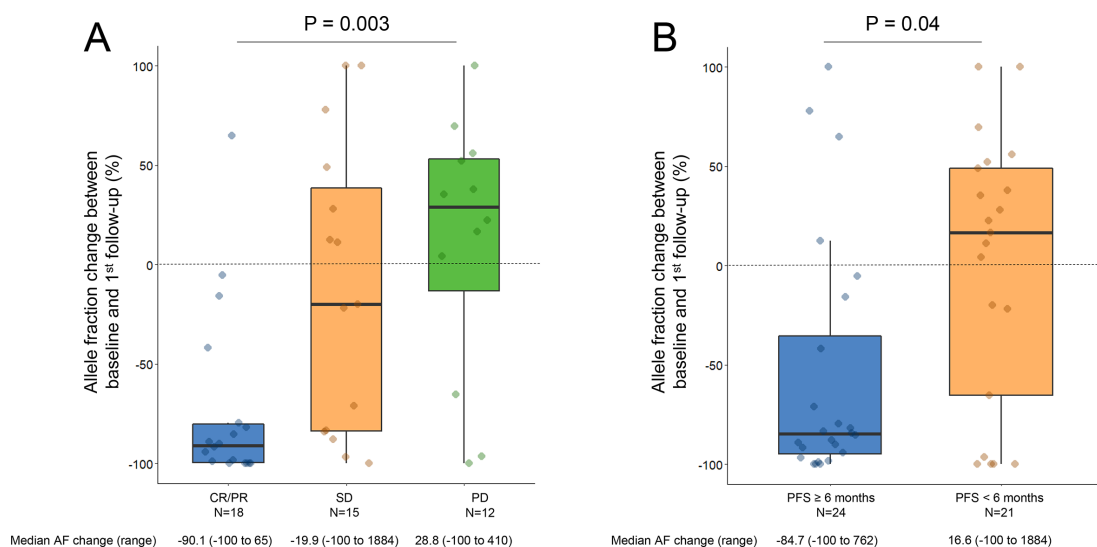 A
P = 0.003
Allele fraction change between
baseline and 1st follow-up (%)
100
50
0
-50
-100
CR/PR
N=18
SD
N=15
PD
N=12
Median AF change (range)
-90.1 (-100 to 65)
-19.9 (-100 to 1884)
28.8 (-100 to 410)
B
P = 0.04
Allele fraction change between
baseline and 1st follow-up (%)
100
50
0
-50
-100
PFS ≥ 6 months
N=24
PFS < 6 months
N=21
Median AF change (range)
-84.7 (-100 to 762)
16.6 (-100 to 1884)